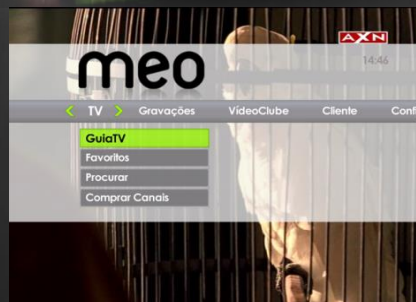 AXN
meo
14:46
< TV > Gravações VideoClube Cliente Conf
GuiaTV
Favoritos
Procurar
Comprar Canais